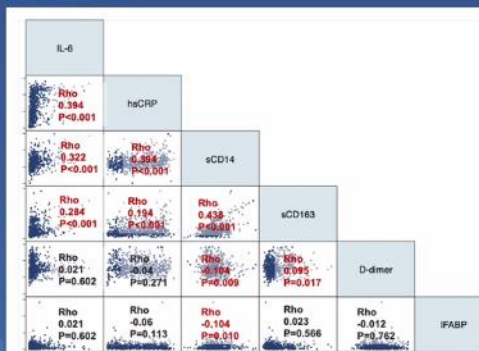 IL-6
Rho
0.394
P<0.001
hsCRP
Rho
0.322
P<0.001
Rho
0.394
P<0.001
sCD14
Rho
0.284
P<0.001
Rho
0.194
P<0.001
Rho
0.438
P<0.001
sCD163
Rho
0.021
P=0.602
Rho
-0.04
P=0.271
Rho
-0.104
P=0.009
Rho
0.095
P=0.017
D-dimer
Rho
0.021
P=0.602
Rho
-0.06
P=0.113
Rho
-0.104
P=0.010
Rho
0.023
P=0.566
Rho
-0.012
P=0.762
IFABP